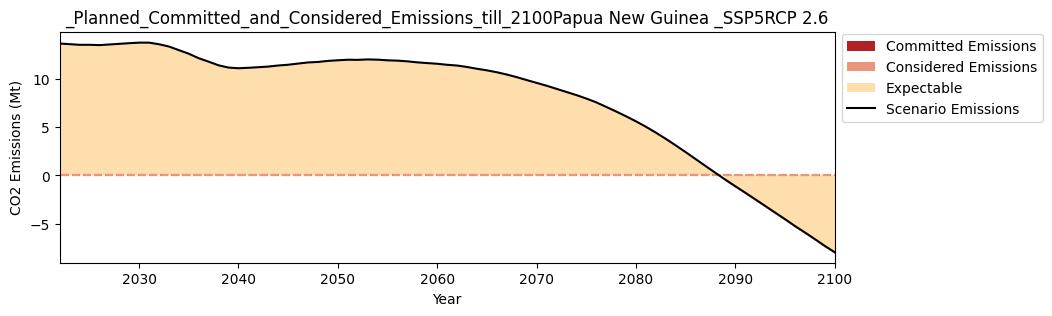 _Planned_Committed_and_Considered_Emissions_till_2100Papua New Guinea _SSP5RCP 2.6
Committed Emissions
Considered Emissions
Expectable
Scenario Emissions
CO2 Emissions (Mt)
10
5
0
−5
2030 2040 2050 2060 2070 2080 2090 2100
Year